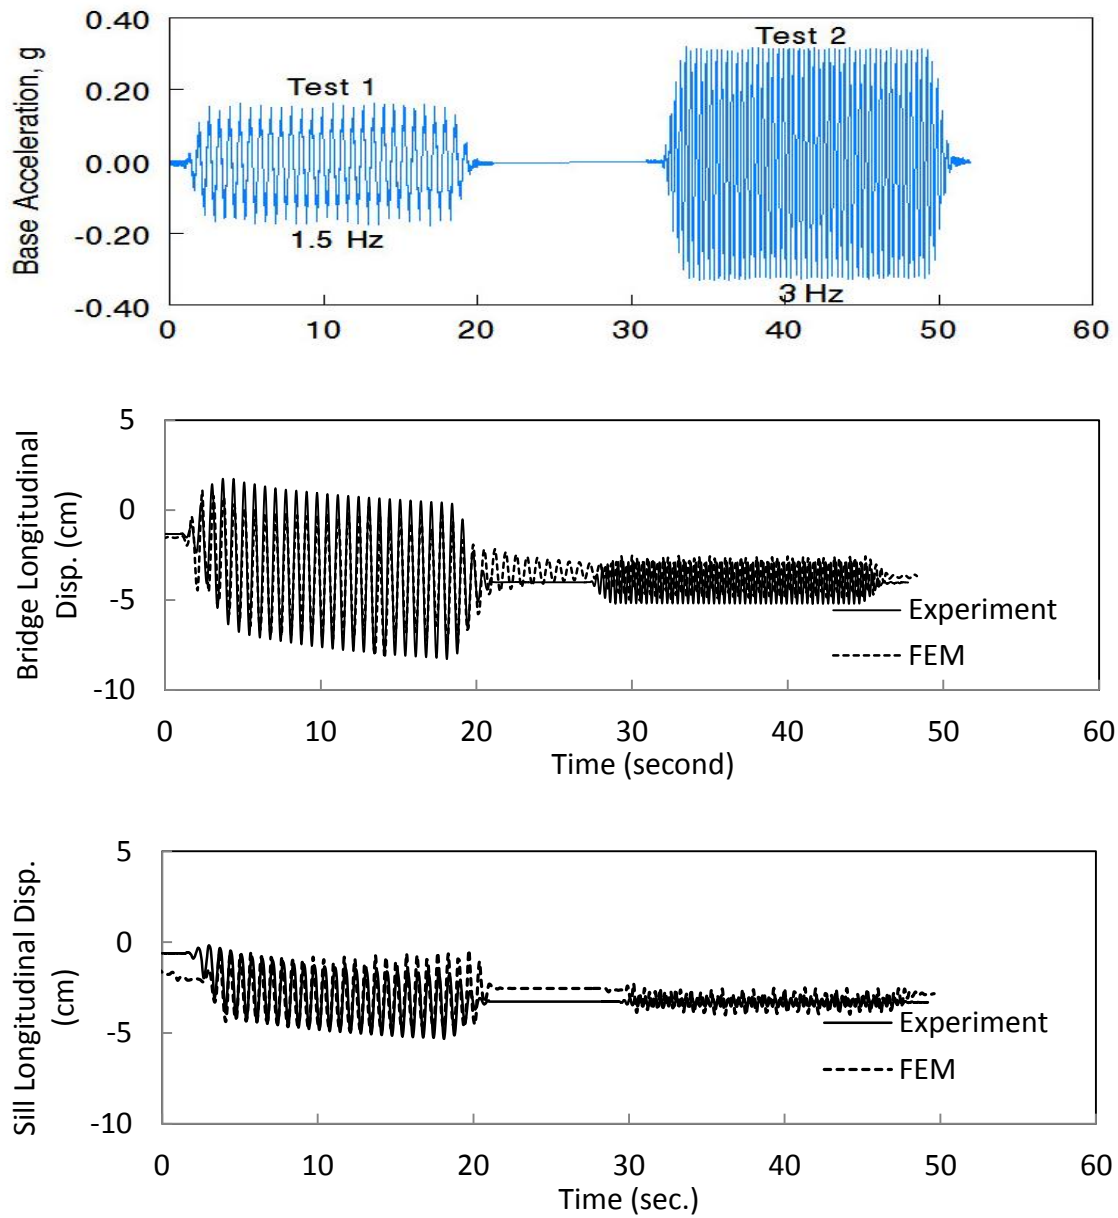 0.40
0.20
0.00
-0.20
-0.40
Base Acceleration, g
Test 1
Test 2
1.5 Hz
3 Hz
0 10 20 30 40 50 60
5
0
-5
-10
Bridge Longitudinal
Disp. (cm)
Experiment
FEM
0 10 20 30 40 50 60
Time (second)
5
0
-5
-10
Sill Longitudinal Disp.
(cm)
Experiment
FEM
0 10 20 30 40 50 60
Time (sec.)